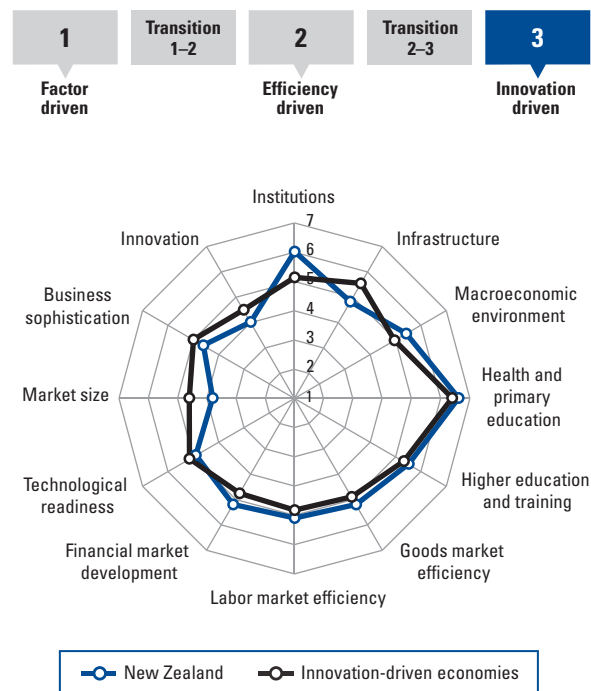 1
Transition
1–2
2
Transition
2–3
3
Factor
driven
Efficiency
driven
Innovation
driven
Institutions
7
Innovation
Infrastructure
6
5
Business
sophistication
Macroeconomic
environment
4
3
2
Market size
1
Health and
primary
education
Technological
readiness
Higher education
and training
Financial market
development
Goods market
efficiency
Labor market efficiency
New Zealand
Innovation-driven economies